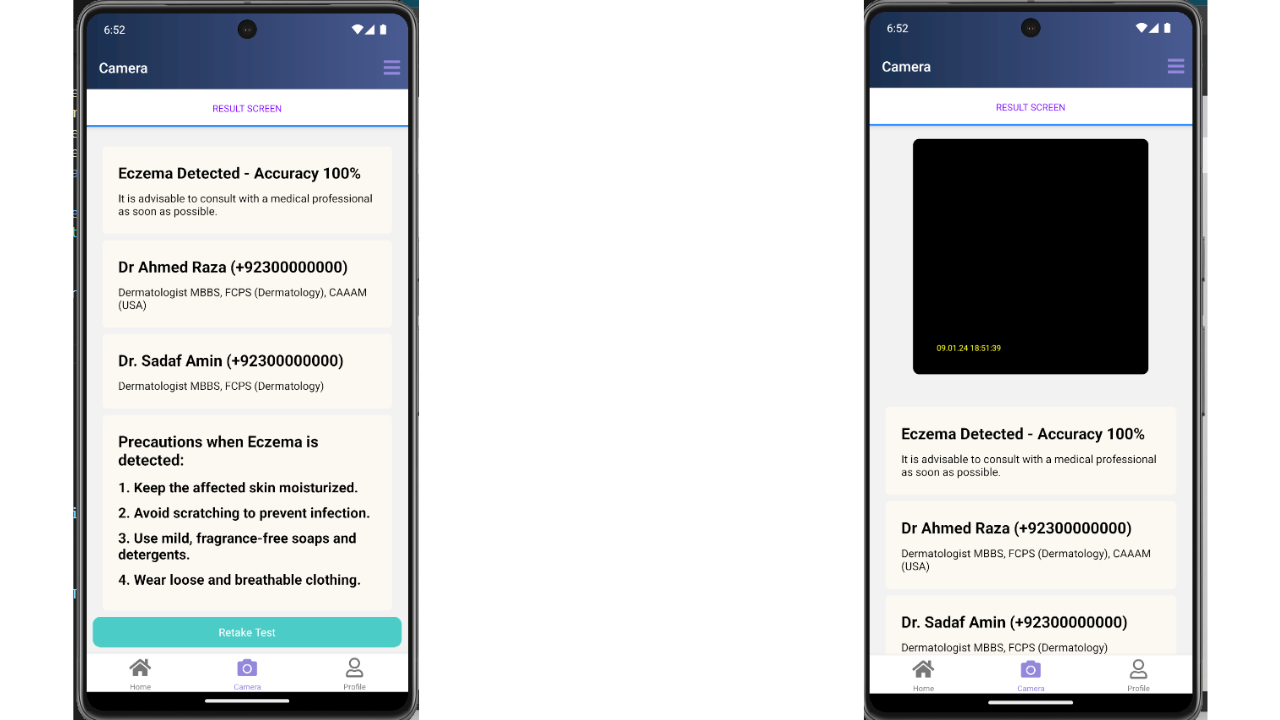 6:52
Camera
RESULT SCREEN
Eczema Detected - Accuracy 100%
It is advisable to consult with a medical professional
as soon as possible.
Dr Ahmed Raza (+92300000000)
Dermatologist MBBS, FCPS (Dermatology), CAAAM
(USA)
Dr. Sadaf Amin (+92300000000)
Dermatologist MBBS, FCPS (Dermatology)
Precautions when Eczema is
detected:
1. Keep the affected skin moisturized.
2. Avoid scratching to prevent infection.
3. Use mild, fragrance-free soaps and
detergents.
4. Wear loose and breathable clothing.
Retake Test
Home
Camera
Profile
6:52
Camera
RESULT SCREEN
09.01.24 18:51:39
Eczema Detected - Accuracy 100%
It is advisable to consult with a medical professional
as soon as possible.
Dr Ahmed Raza (+92300000000)
Dermatologist MBBS, FCPS (Dermatology), CAAAM
(USA)
Dr. Sadaf Amin (+92300000000)
Dermatologist MBBS, FCPS (Dermatology)
Home
Camera
Profile